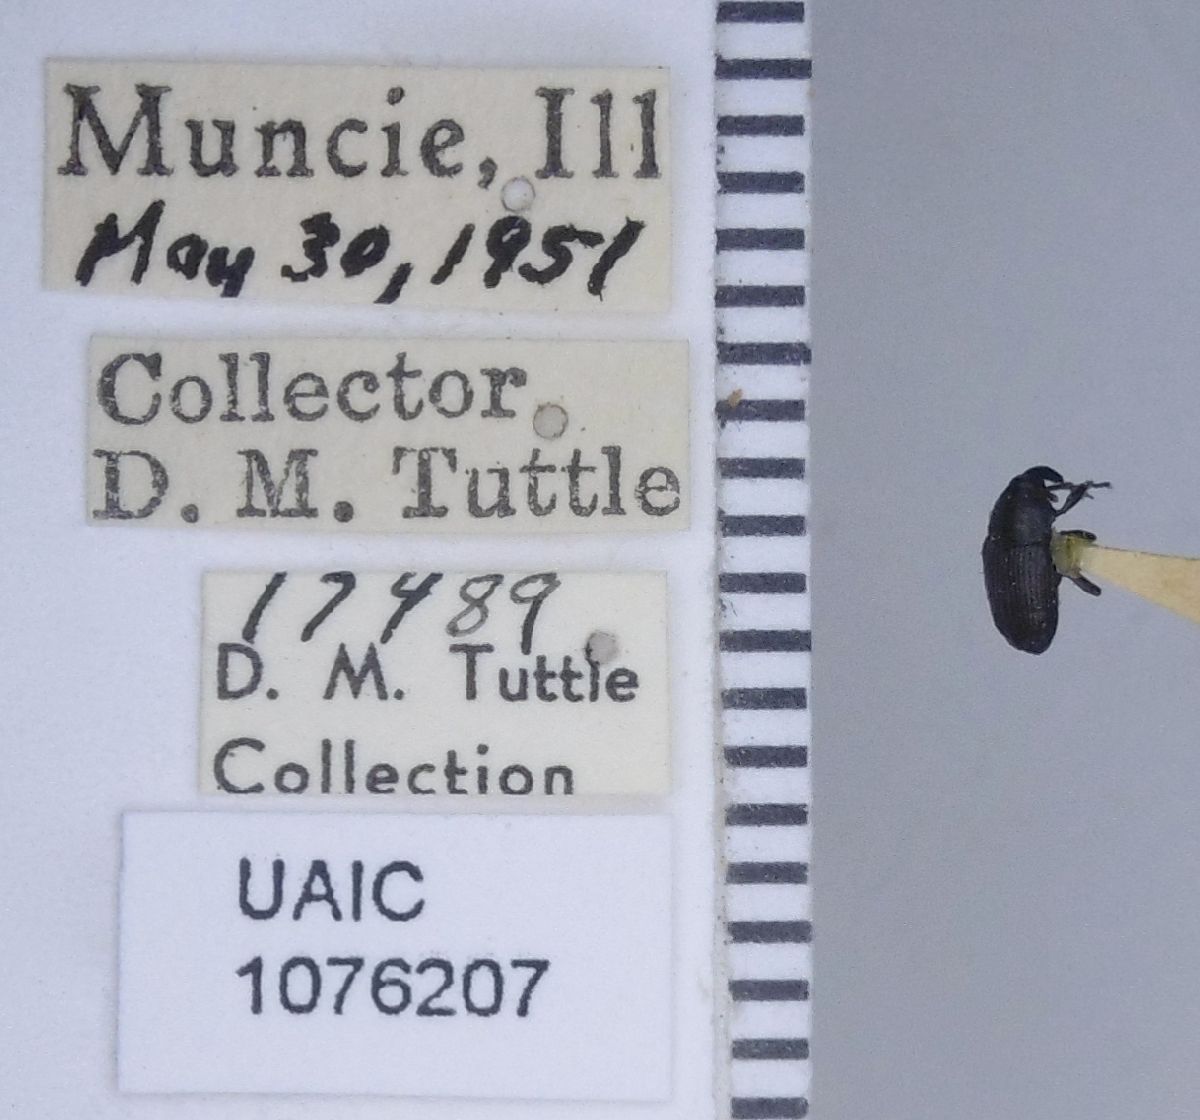 Muncie, Ill
May 30, 1951
Collector
D. M. Tuttle
17489
D. M. Tuttle
Collection
UAIC
1076207